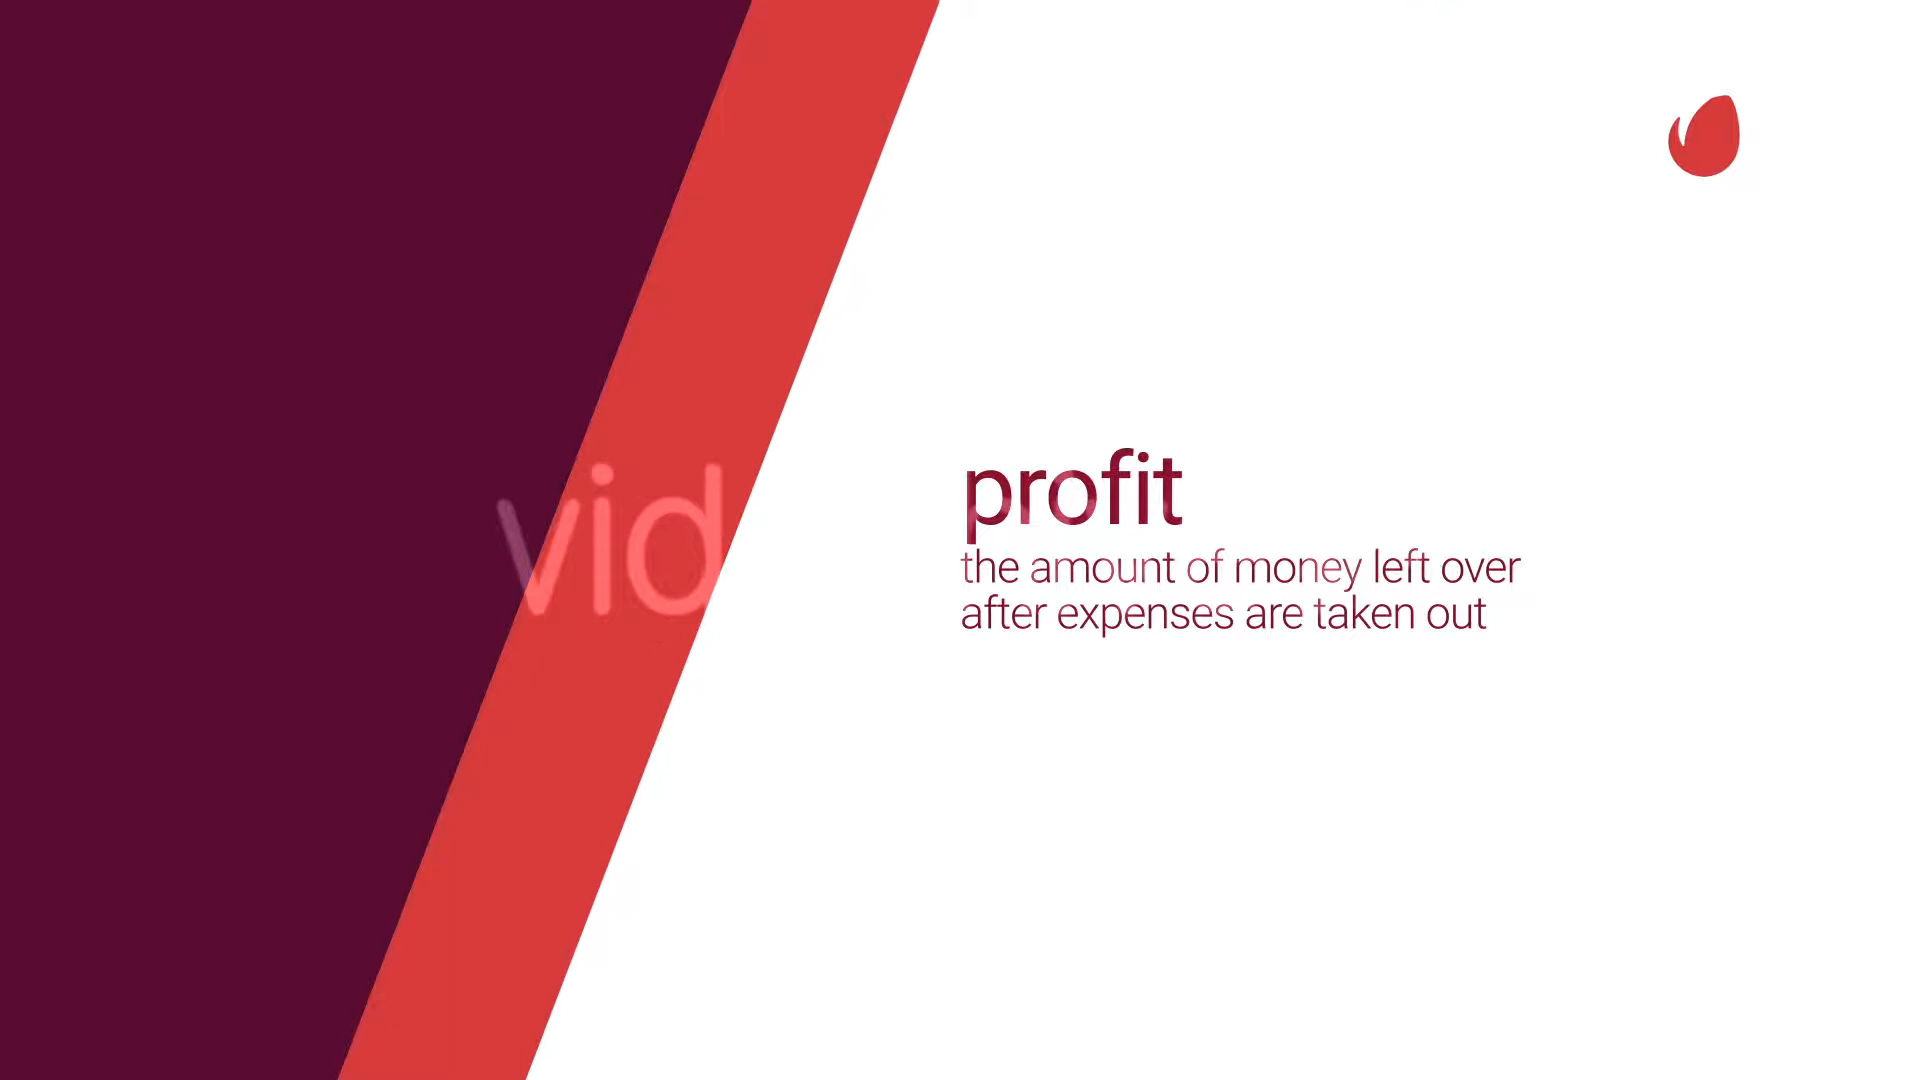 vid
profit
the amount of money left over
after expenses are taken out